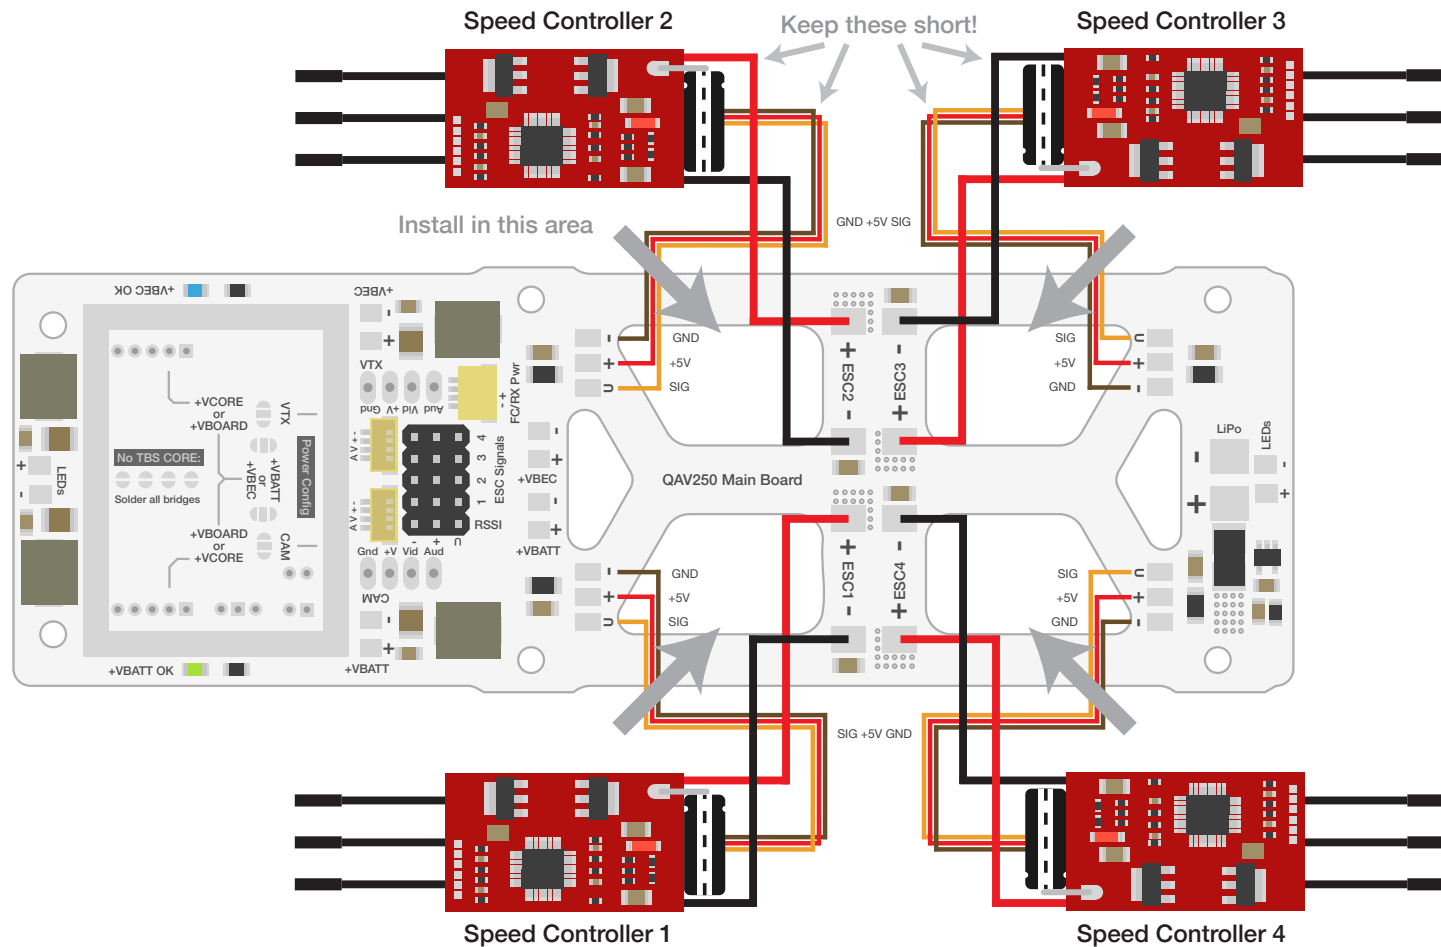 Speed Controller 2
Keep these short!
Speed Controller 3
Install in this area
GND +5V SIG
+VBEC OK
+VBEC
- +
VTX
Gnd +V Vid Aud
- +
FC/RX Pwr
- GND
+ +5V
U SIG
+ ESC2 -
- ESC3 +
SIG U
+5V +
GND -
+VCORE
or
+VBOARD
VTX
No TBS CORE:
Solder all bridges
+VBATT
or
+VBEC
Power Config
+VBOARD
or
+VCORE
CAM
+ -
LEDs
A V + -
A V + -
4
3
2
1
ESC Signals
RSSI
- + U
-
+
+VBEC
-
+
+VBATT
QAV250 Main Board
LiPo
- +
LEDs
- +
Gnd +V Vid Aud
CAM
- +
+VBATT
+VBATT OK
- GND
+ +5V
U SIG
+ ESC1 -
- ESC4 +
SIG U
+5V +
GND -
SIG +5V GND
Speed Controller 1
Speed Controller 4